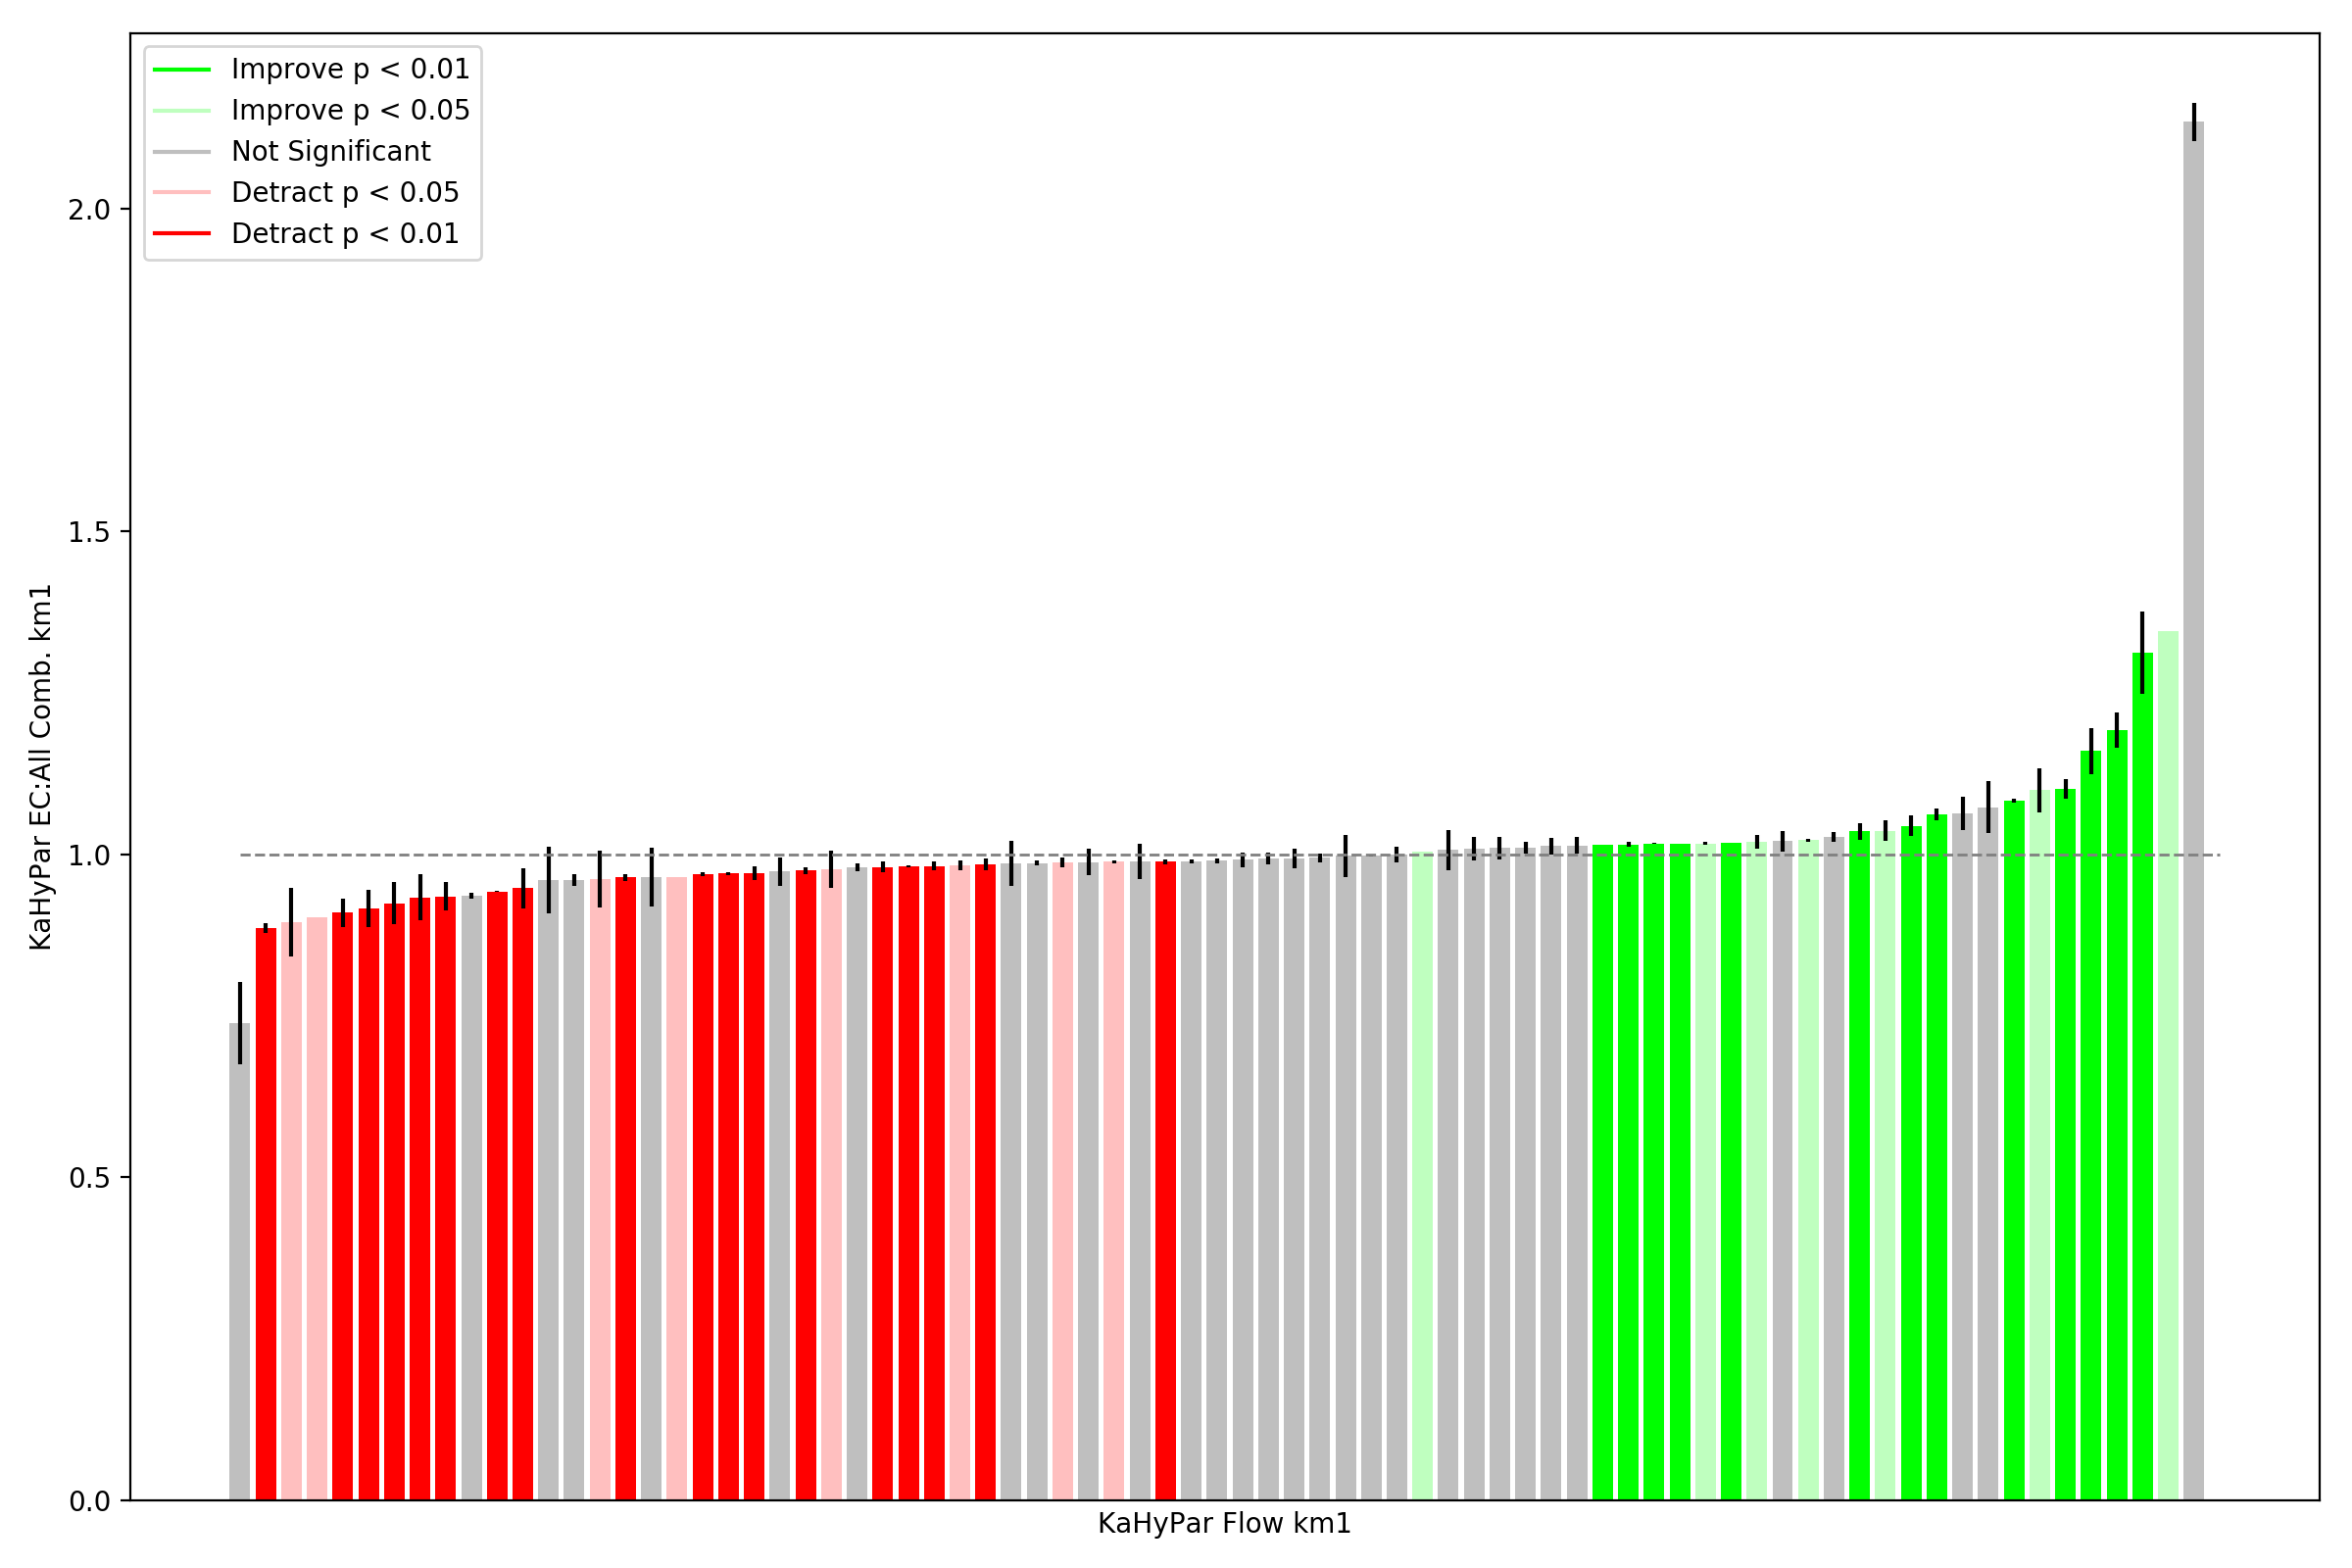 Improve p < 0.01
Improve p < 0.05
Not Significant
Detract p < 0.05
Detract p < 0.01
2.0
1.5
1.0
0.5
0.0
KaHyPar EC:All Comb. km1
KaHyPar Flow km1